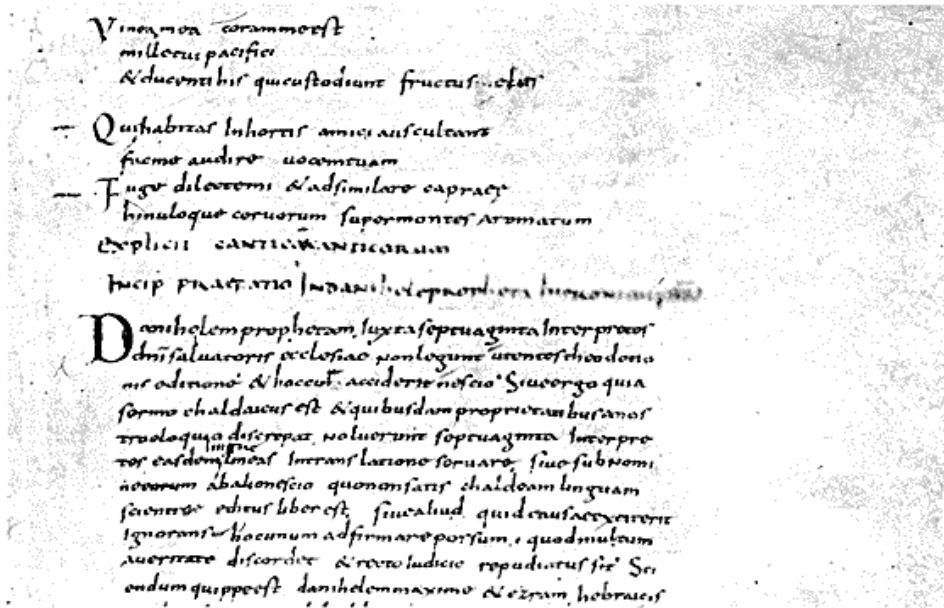 Vinea mea coram me est
mille tui pacifici
& ducenti his qui custodiunt fructus eius
Qui habitas In hortis amici auscultant
fac me audire uocem tuam
Fuge dilecte mi & adsimilare capreae
hinuloque ceruorum super montes aromatum
explicit canticacanticorum
Incip praefatio In danihele propheta
Danihelem prophetam Iuxta septuaginta Interpretes
dni saluatoris ecclesiae non legunt utentes theodotio
nis editione & hoc cur acciderit nescio Siue ergo quia
sermo chaldaicus est & quibusdam proprietatibus a nos
tro eloquio discrepat noluerunt septuaginta Interpre
tes easdem linguae lineas In translatione seruare siue sub nomi
ne eorum ab alio nescio quo non satis chaldeam linguam
sciente editus liber est siue aliud quid causae extiterit
Ignorans hoc unum adfirmare possum quod multum
a ueritate discordet & recto Iudicio repudiatus sit Sci
endum quippe est danihelem maxime & ezram hebraicis